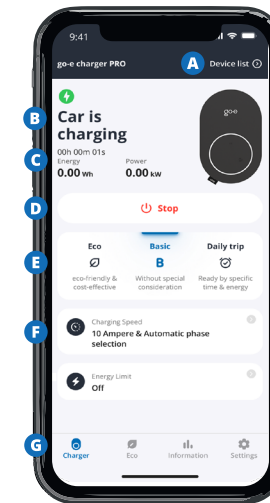 9:41
go-e charger PRO
A
Device list
B
Car is
charging
go-e
C
00h 00m 01s
Energy
Power
0.00 Wh
0.00 kW
D
Stop
E
Eco
Basic
Daily trip
B
eco-friendly &
cost-effective
Without special
consideration
Ready by specific
time & energy
F
Charging Speed
10 Ampere & Automatic phase
selection
Energy Limit
Off
G
Charger
Eco
Information
Settings